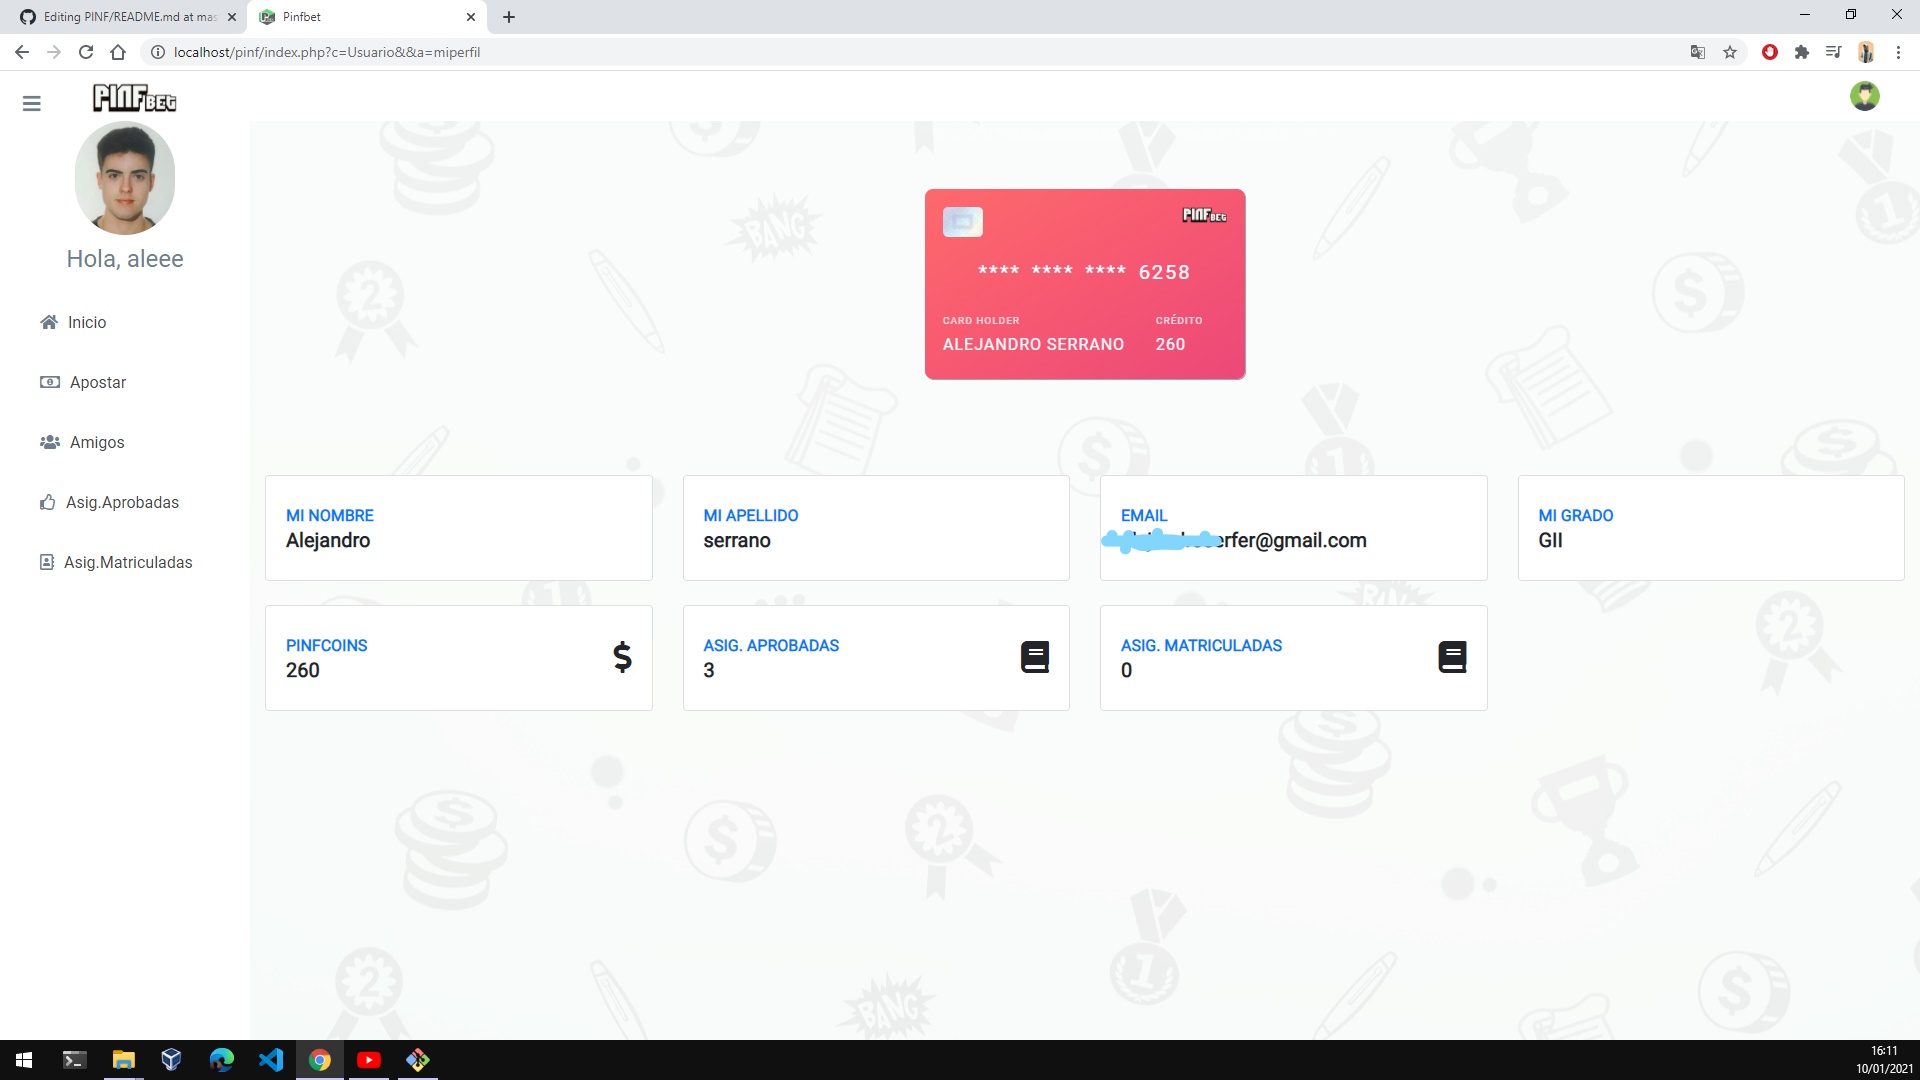 Editing PINF/README.md at mas
Pinfbet
localhost/pinf/index.php?c=Usuario&&a=miperfil
PINFBET
Hola, aleee
Inicio
Apostar
Amigos
Asig.Aprobadas
Asig.Matriculadas
PINFBET
**** **** **** 6258
CARD HOLDER
CRÉDITO
ALEJANDRO SERRANO
260
MI NOMBRE
Alejandro
MI APELLIDO
serrano
EMAIL
erfer@gmail.com
MI GRADO
GII
PINFCOINS
260
ASIG. APROBADAS
3
ASIG. MATRICULADAS
0
BANG
BANG
16:11
10/01/2021